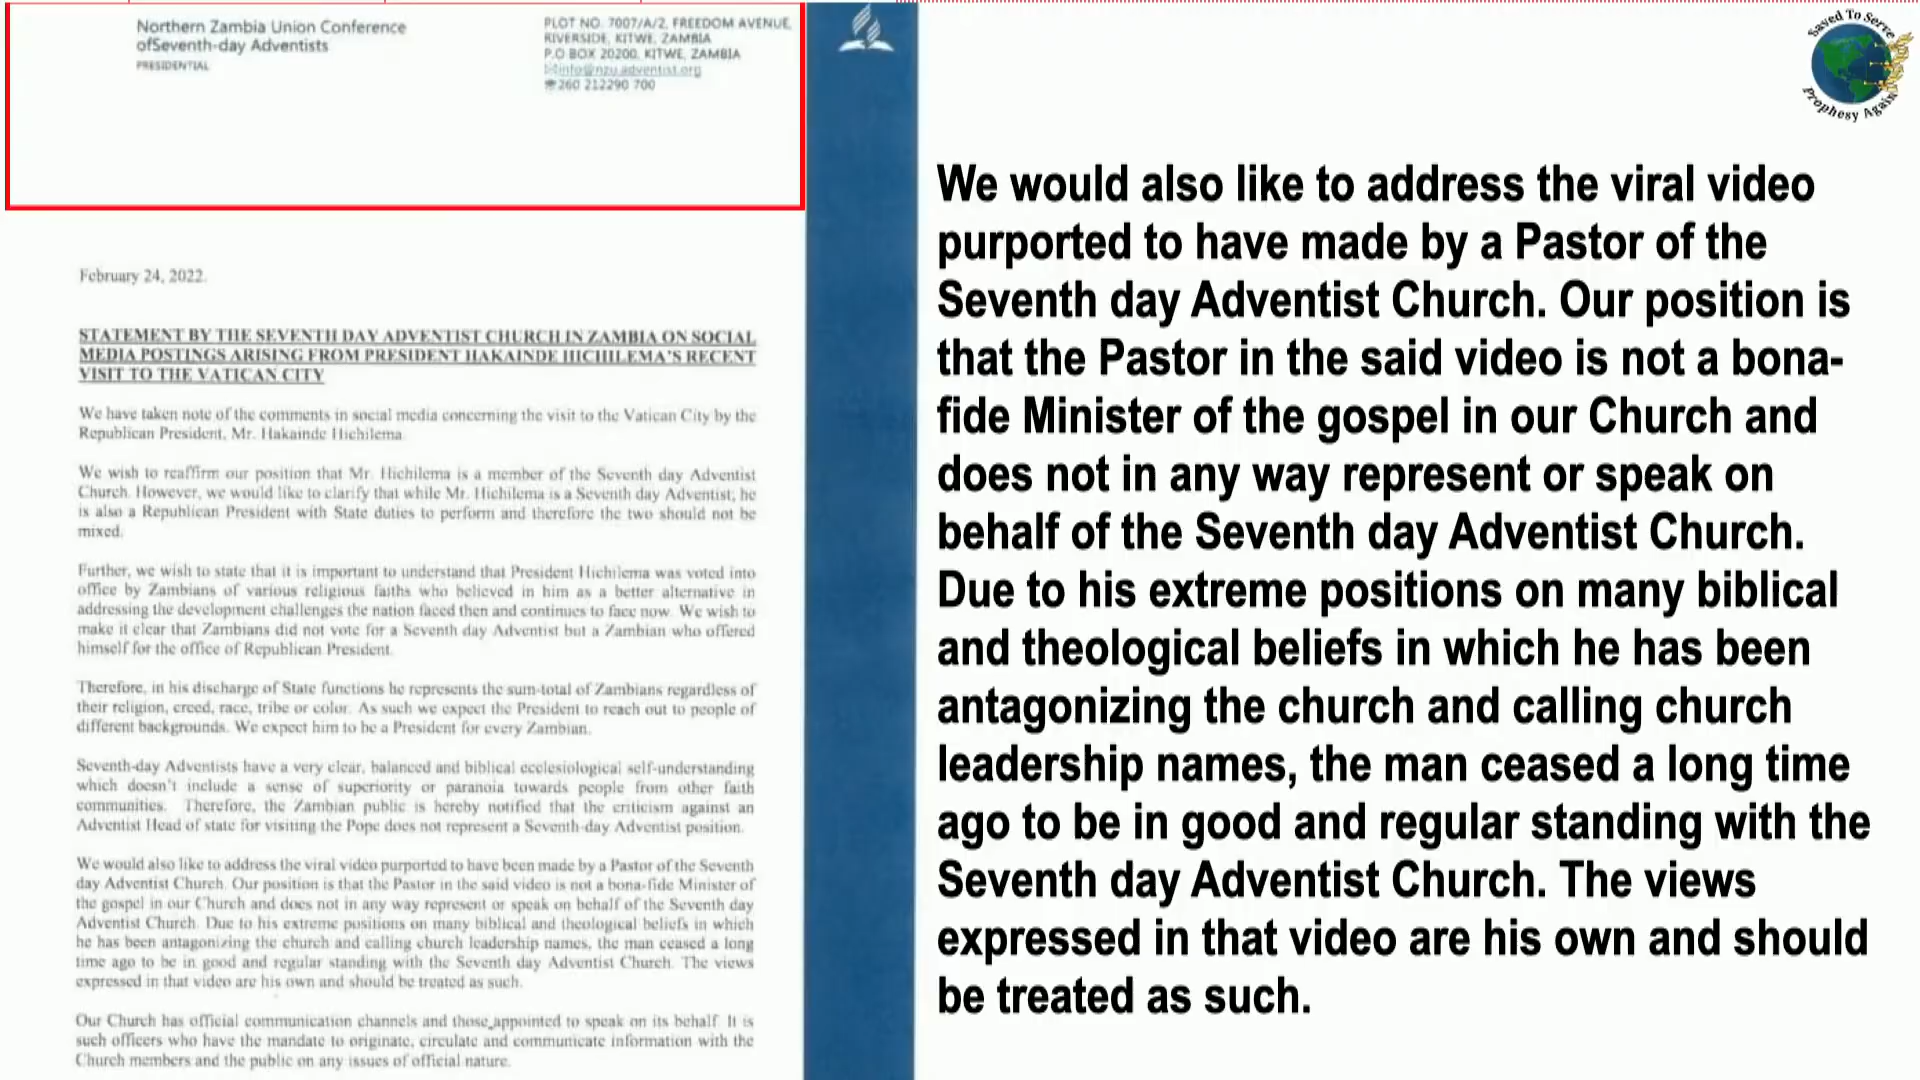 Northern Zambia Union Conference
ofSeventh-day Adventists
PRESIDENTIAL
PLOT NO. 7007/A/2, FREEDOM AVENUE,
RIVERSIDE, KITWE, ZAMBIA
P.O BOX 20200, KITWE, ZAMBIA
info@nzu.adventist.org
260 212290 700
February 24, 2022.
STATEMENT BY THE SEVENTH DAY ADVENTIST CHURCH IN ZAMBIA ON SOCIAL
MEDIA POSTINGS ARISING FROM PRESIDENT HAKAINDE HICHILEMA'S RECENT
VISIT TO THE VATICAN CITY
We have taken note of the comments in social media concerning the visit to the Vatican City by the
Republican President, Mr. Hakainde Hichilema.
We wish to reaffirm our position that Mr. Hichilema is a member of the Seventh day Adventist
Church. However, we would like to clarify that while Mr. Hichilema is a Seventh day Adventist; he
is also a Republican President with State duties to perform and therefore the two should not be
mixed.
Further, we wish to state that it is important to understand that President Hichilema was voted into
office by Zambians of various religious faiths who believed in him as a better alternative in
addressing the development challenges the nation faced then and continues to face now. We wish to
make it clear that Zambians did not vote for a Seventh day Adventist but a Zambian who offered
himself for the office of Republican President.
Therefore, in his discharge of State functions he represents the sum-total of Zambians regardless of
their religion, creed, race, tribe or color. As such we expect the President to reach out to people of
different backgrounds. We expect him to be a President for every Zambian.
Seventh-day Adventists have a very clear, balanced and biblical ecclesiological self-understanding
which doesn't include a sense of superiority or paranoia towards people from other faith
communities. Therefore, the Zambian public is hereby notified that the criticism against an
Adventist Head of state for visiting the Pope does not represent a Seventh-day Adventist position.
We would also like to address the viral video purported to have been made by a Pastor of the Seventh
day Adventist Church. Our position is that the Pastor in the said video is not a bona-fide Minister of
the gospel in our Church and does not in any way represent or speak on behalf of the Seventh day
Adventist Church. Due to his extreme positions on many biblical and theological beliefs in which
he has been antagonizing the church and calling church leadership names, the man ceased a long
time ago to be in good and regular standing with the Seventh day Adventist Church. The views
expressed in that video are his own and should be treated as such.
Our Church has official communication channels and those appointed to speak on its behalf. It is
such officers who have the mandate to originate, circulate and communicate information with the
Church members and the public on any issues of official nature.
Saved To Serve
Prophesy Again
We would also like to address the viral video
purported to have made by a Pastor of the
Seventh day Adventist Church. Our position is
that the Pastor in the said video is not a bona-
fide Minister of the gospel in our Church and
does not in any way represent or speak on
behalf of the Seventh day Adventist Church.
Due to his extreme positions on many biblical
and theological beliefs in which he has been
antagonizing the church and calling church
leadership names, the man ceased a long time
ago to be in good and regular standing with the
Seventh day Adventist Church. The views
expressed in that video are his own and should
be treated as such.